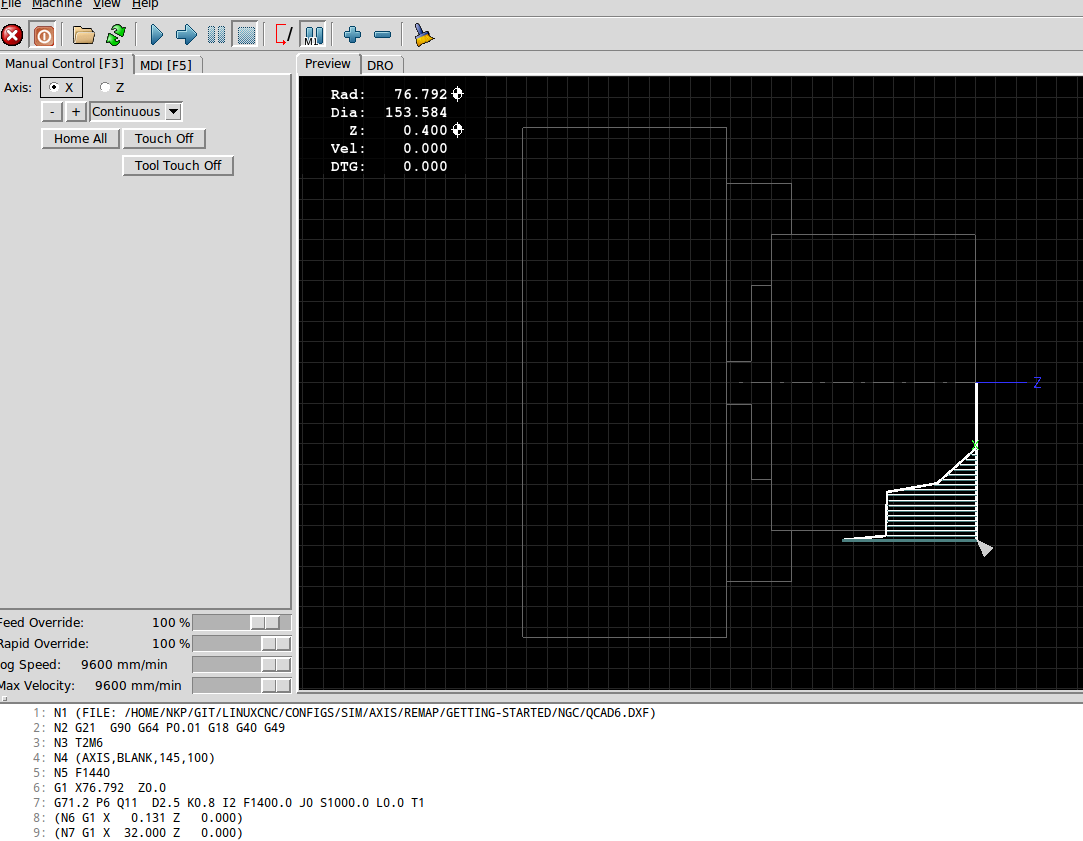 File Machine View Help
M1
Manual Control [F3] MDI [F5]
Preview DRO
Axis: X Z
- + Continuous
Home All Touch Off
Tool Touch Off
Rad: 76.792
Dia: 153.584
Z: 0.400
Vel: 0.000
DTG: 0.000
Z
X
Feed Override: 100 %
Rapid Override: 100 %
og Speed: 9600 mm/min
Max Velocity: 9600 mm/min
1: N1 (FILE: /HOME/NKP/GIT/LINUXCNC/CONFIGS/SIM/AXIS/REMAP/GETTING-STARTED/NGC/QCAD6.DXF)
2: N2 G21 G90 G64 P0.01 G18 G40 G49
3: N3 T2M6
4: N4 (AXIS,BLANK,145,100)
5: N5 F1440
6: G1 X76.792 Z0.0
7: G71.2 P6 Q11 D2.5 K0.8 I2 F1400.0 J0 S1000.0 L0.0 T1
8: (N6 G1 X 0.131 Z 0.000)
9: (N7 G1 X 32.000 Z 0.000)